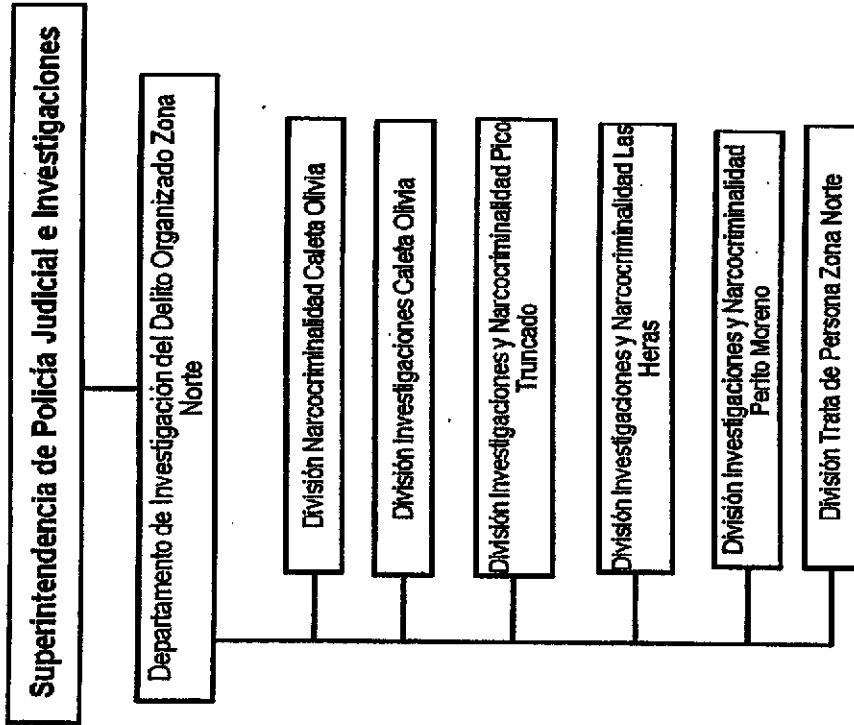 Superintendencia de Policía Judicial e Investigaciones
Departamento de Investigación del Delito Organizado Zona
Norte
División Narcocriminalidad Caleta Olivia
División Investigaciones Caleta Olivia
División Investigaciones y Narcocriminalidad Pico
Truncado
División Investigaciones y Narcocriminalidad Las
Heras
División Investigaciones y Narcocriminalidad
Perito Moreno
División Trata de Persona Zona Norte